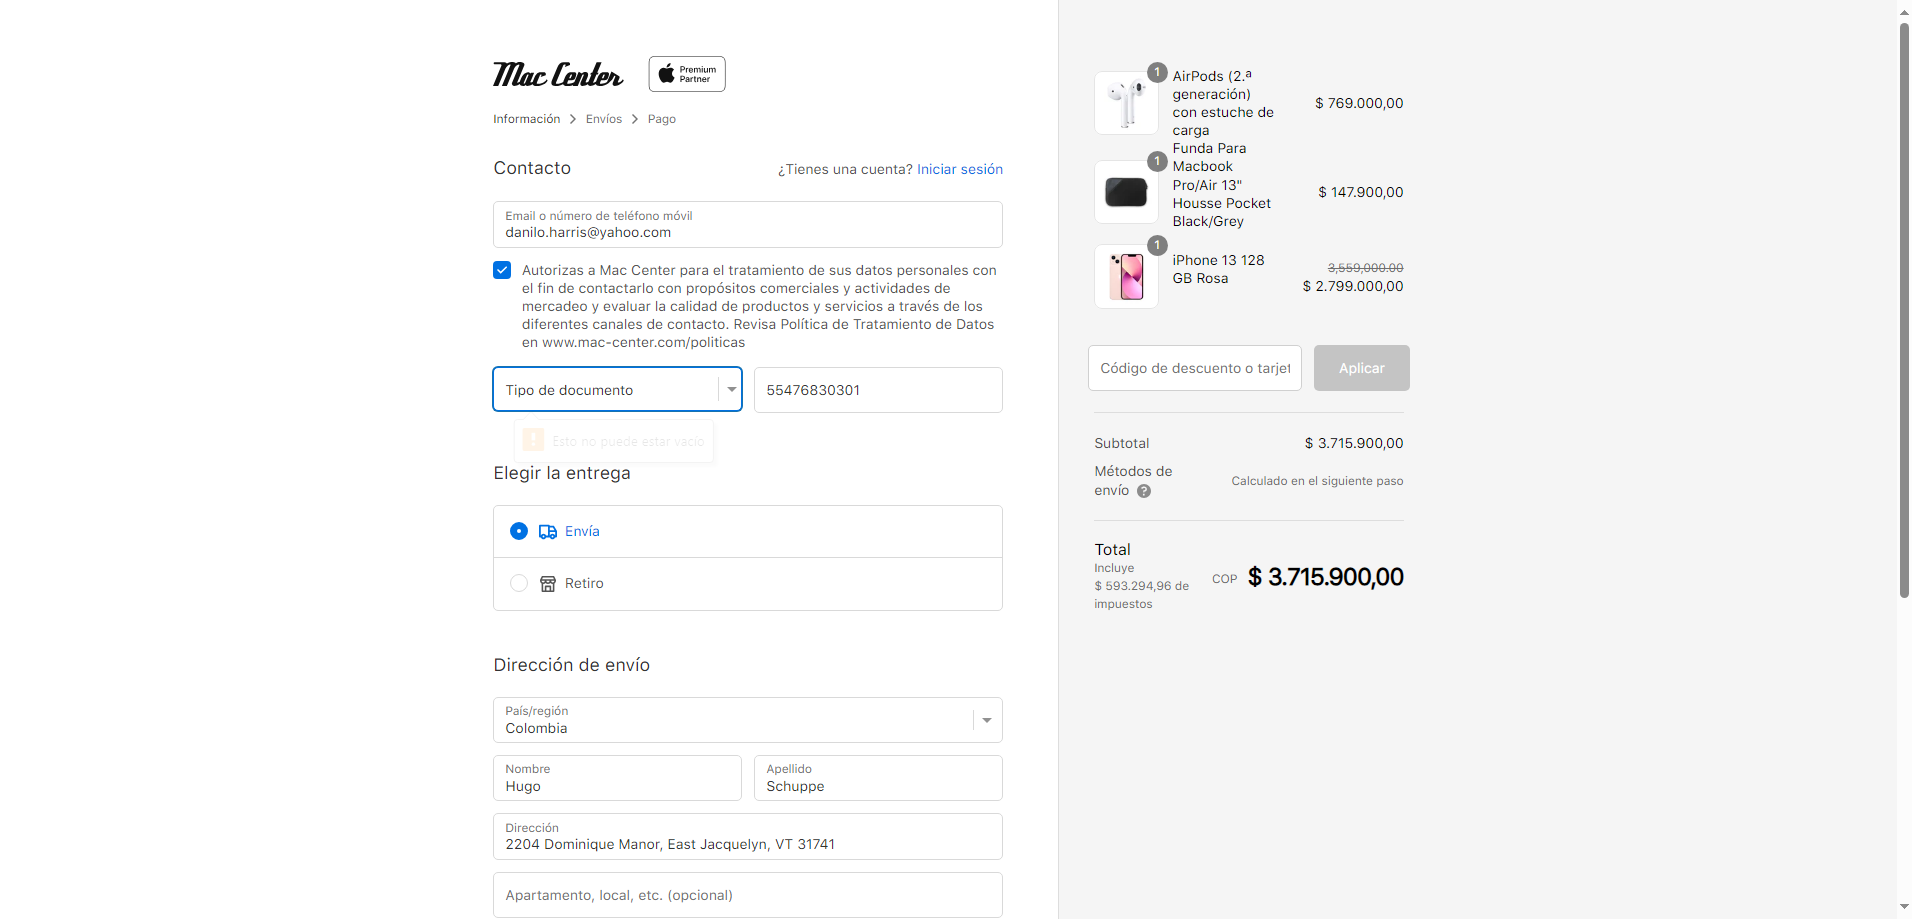 Mac Center
Premium
Partner
Información > Envíos > Pago
Contacto
¿Tienes una cuenta? Iniciar sesión
Email o número de teléfono móvil
danilo.harris@yahoo.com
Autorizas a Mac Center para el tratamiento de sus datos personales con
el fin de contactarlo con propósitos comerciales y actividades de
mercadeo y evaluar la calidad de productos y servicios a través de los
diferentes canales de contacto. Revisa Política de Tratamiento de Datos
en www.mac-center.com/politicas
Tipo de documento
55476830301
Esto no puede estar vacío
Elegir la entrega
Envía
Retiro
Dirección de envío
País/región
Colombia
Nombre
Hugo
Apellido
Schuppe
Dirección
2204 Dominique Manor, East Jacquelyn, VT 31741
Apartamento, local, etc. (opcional)
1
AirPods (2.ª
generación)
con estuche de
carga
$ 769.000,00
1
Funda Para
Macbook
Pro/Air 13"
Housse Pocket
Black/Grey
$ 147.900,00
1
iPhone 13 128
GB Rosa
3,559,000.00
$ 2.799.000,00
Código de descuento o tarjet
Aplicar
Subtotal
$ 3.715.900,00
Métodos de
envío ?
Calculado en el siguiente paso
Total
Incluye
$ 593.294,96 de
impuestos
COP $ 3.715.900,00